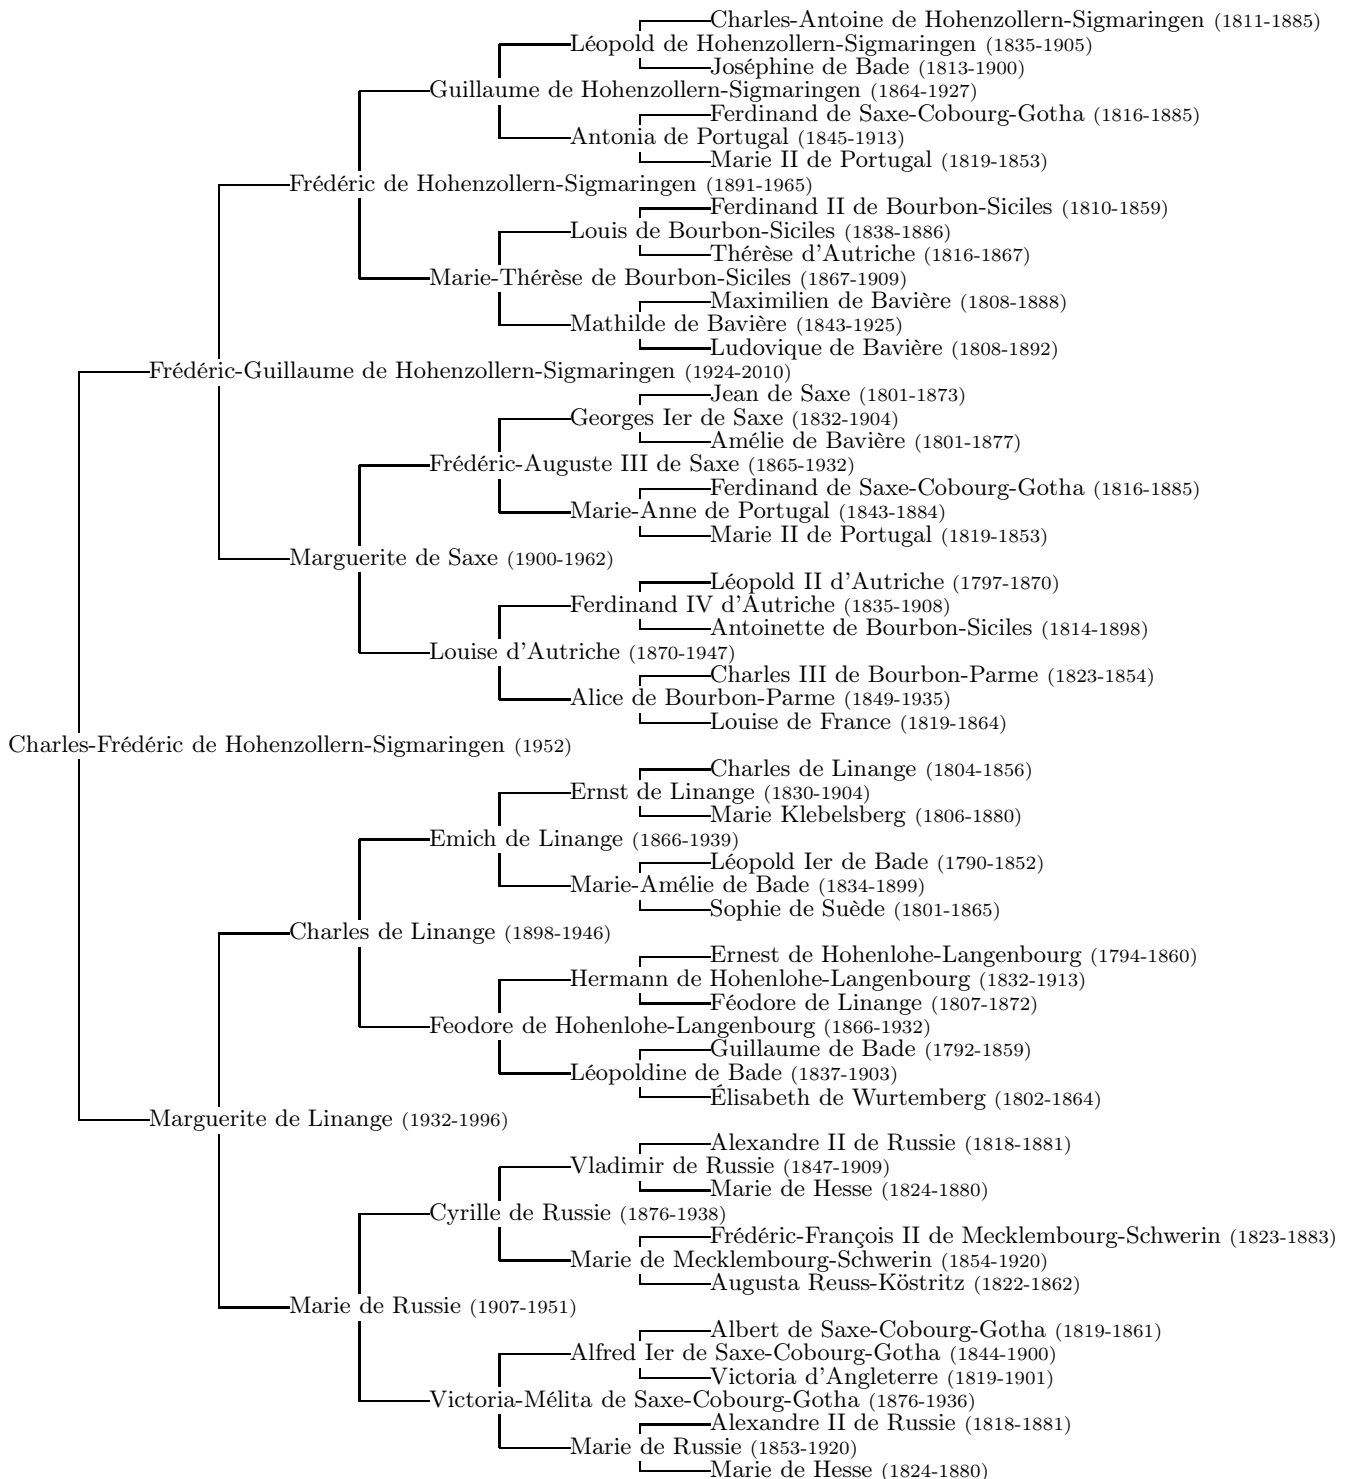 Charles-Antoine de Hohenzollern-Sigmaringen (1811-1885)
Léopold de Hohenzollern-Sigmaringen (1835-1905)
Joséphine de Bade (1813-1900)
Guillaume de Hohenzollern-Sigmaringen (1864-1927)
Ferdinand de Saxe-Cobourg-Gotha (1816-1885)
Antonia de Portugal (1845-1913)
Marie II de Portugal (1819-1853)
Frédéric de Hohenzollern-Sigmaringen (1891-1965)
Ferdinand II de Bourbon-Siciles (1810-1859)
Louis de Bourbon-Siciles (1838-1886)
Thérèse d'Autriche (1816-1867)
Marie-Thérèse de Bourbon-Siciles (1867-1909)
Maximilien de Bavière (1808-1888)
Mathilde de Bavière (1843-1925)
Ludovique de Bavière (1808-1892)
Frédéric-Guillaume de Hohenzollern-Sigmaringen (1924-2010)
Jean de Saxe (1801-1873)
Georges Ier de Saxe (1832-1904)
Amélie de Bavière (1801-1877)
Frédéric-Auguste III de Saxe (1865-1932)
Ferdinand de Saxe-Cobourg-Gotha (1816-1885)
Marie-Anne de Portugal (1843-1884)
Marie II de Portugal (1819-1853)
Marguerite de Saxe (1900-1962)
Léopold II d'Autriche (1797-1870)
Ferdinand IV d'Autriche (1835-1908)
Antoinette de Bourbon-Siciles (1814-1898)
Louise d'Autriche (1870-1947)
Charles III de Bourbon-Parme (1823-1854)
Alice de Bourbon-Parme (1849-1935)
Louise de France (1819-1864)
Charles-Frédéric de Hohenzollern-Sigmaringen (1952)
Charles de Linange (1804-1856)
Ernst de Linange (1830-1904)
Marie Klebelsberg (1806-1880)
Emich de Linange (1866-1939)
Léopold Ier de Bade (1790-1852)
Marie-Amélie de Bade (1834-1899)
Sophie de Suède (1801-1865)
Charles de Linange (1898-1946)
Ernest de Hohenlohe-Langenbourg (1794-1860)
Hermann de Hohenlohe-Langenbourg (1832-1913)
Féodore de Linange (1807-1872)
Feodore de Hohenlohe-Langenbourg (1866-1932)
Guillaume de Bade (1792-1859)
Léopoldine de Bade (1837-1903)
Élisabeth de Wurtemberg (1802-1864)
Marguerite de Linange (1932-1996)
Alexandre II de Russie (1818-1881)
Vladimir de Russie (1847-1909)
Marie de Hesse (1824-1880)
Cyrille de Russie (1876-1938)
Frédéric-François II de Mecklembourg-Schwerin (1823-1883)
Marie de Mecklembourg-Schwerin (1854-1920)
Augusta Reuss-Köstritz (1822-1862)
Marie de Russie (1907-1951)
Albert de Saxe-Cobourg-Gotha (1819-1861)
Alfred Ier de Saxe-Cobourg-Gotha (1844-1900)
Victoria d'Angleterre (1819-1901)
Victoria-Mélita de Saxe-Cobourg-Gotha (1876-1936)
Alexandre II de Russie (1818-1881)
Marie de Russie (1853-1920)
Marie de Hesse (1824-1880)